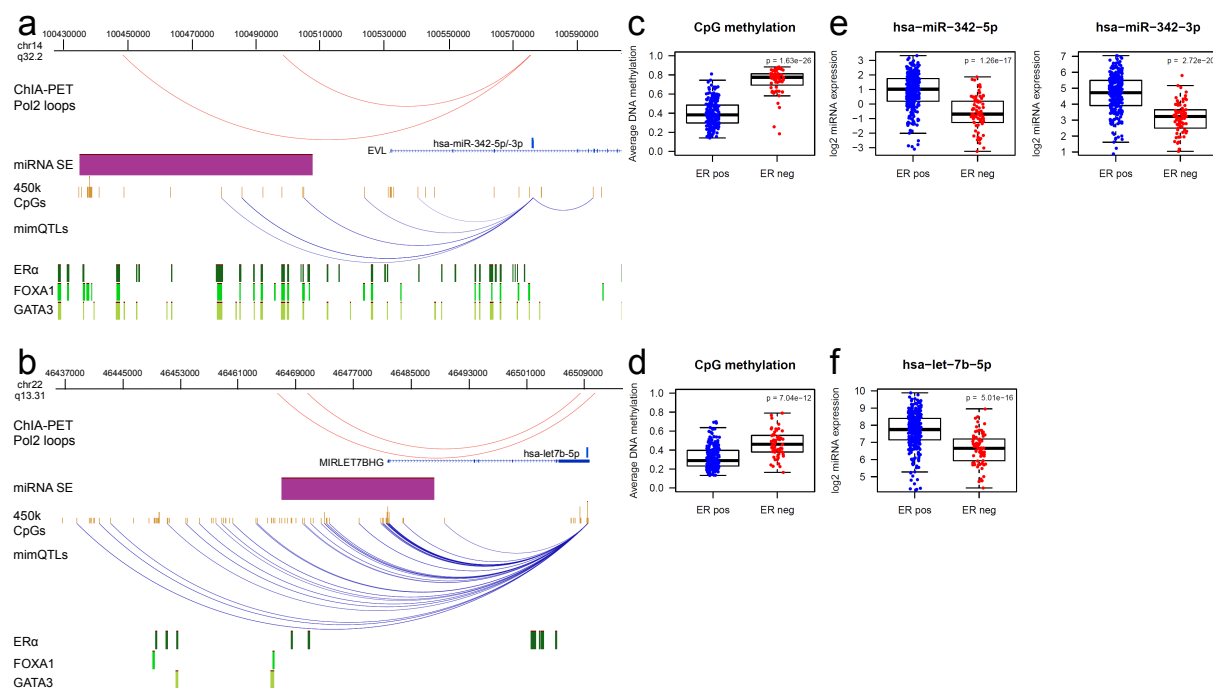 a
100430000 100450000 100470000 100490000 100510000 100530000 100550000 100570000 100590000
chr14
q32.2
ChIA-PET
Pol2 loops
hsa-miR-342-5p/-3p
EVL
miRNA SE
450k
CpGs
mimQTLs
ERα
FOXA1
GATA3
b
46437000 46445000 46453000 46461000 46469000 46477000 46485000 46493000 46501000 46509000
chr22
q13.31
ChIA-PET
Pol2 loops
hsa-let7b-5p
MIRLET7BHG
miRNA SE
450k
CpGs
mimQTLs
ERα
FOXA1
GATA3
c
CpG methylation
p = 1.63e−26
Average DNA methylation
1.0
0.8
0.6
0.4
0.2
0.0
ER pos ER neg
d
CpG methylation
p = 7.04e−12
Average DNA methylation
1.0
0.8
0.6
0.4
0.2
0.0
ER pos ER neg
e
hsa−miR−342−5p
p = 1.26e−17
log2 miRNA expression
3
2
1
0
−1
−2
−3
ER pos ER neg
hsa−miR−342−3p
p = 2.72e−20
log2 miRNA expression
7
6
5
4
3
2
1
ER pos ER neg
f
hsa−let−7b−5p
p = 5.01e−16
log2 miRNA expression
10
9
8
7
6
5
ER pos ER neg